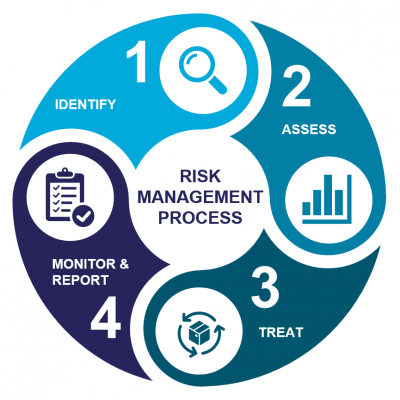 1
IDENTIFY
2
ASSESS
RISK
MANAGEMENT
PROCESS
3
TREAT
MONITOR &
REPORT
4